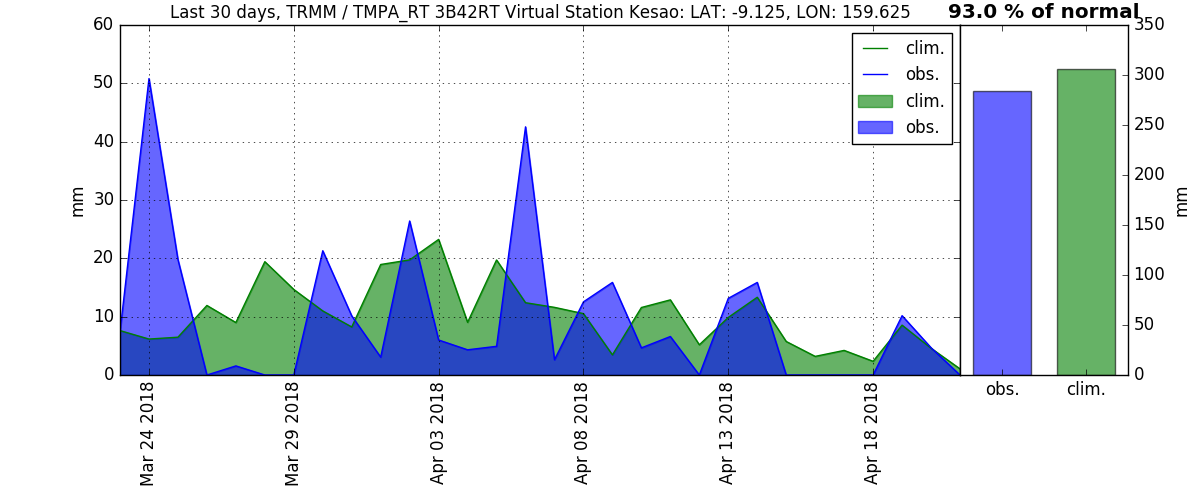 Last 30 days, TRMM / TMPA_RT 3B42RT Virtual Station Kesao: LAT: -9.125, LON: 159.625
93.0 % of normal
60
50
40
30
20
10
0
mm
clim.
obs.
clim.
obs.
350
300
250
200
150
100
50
0
mm
Mar 24 2018
Mar 29 2018
Apr 03 2018
Apr 08 2018
Apr 13 2018
Apr 18 2018
obs.
clim.